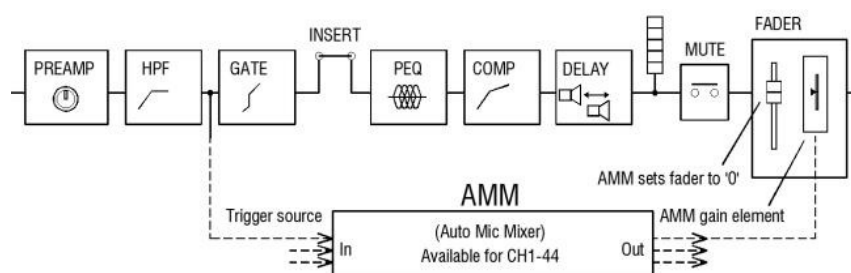 INSERT
FADER
PREAMP
HPF
GATE
PEQ
COMP
DELAY
MUTE
AMM sets fader to '0'
AMM
Trigger source
(Auto Mic Mixer)
AMM gain element
In
Available for CH1-44
Out